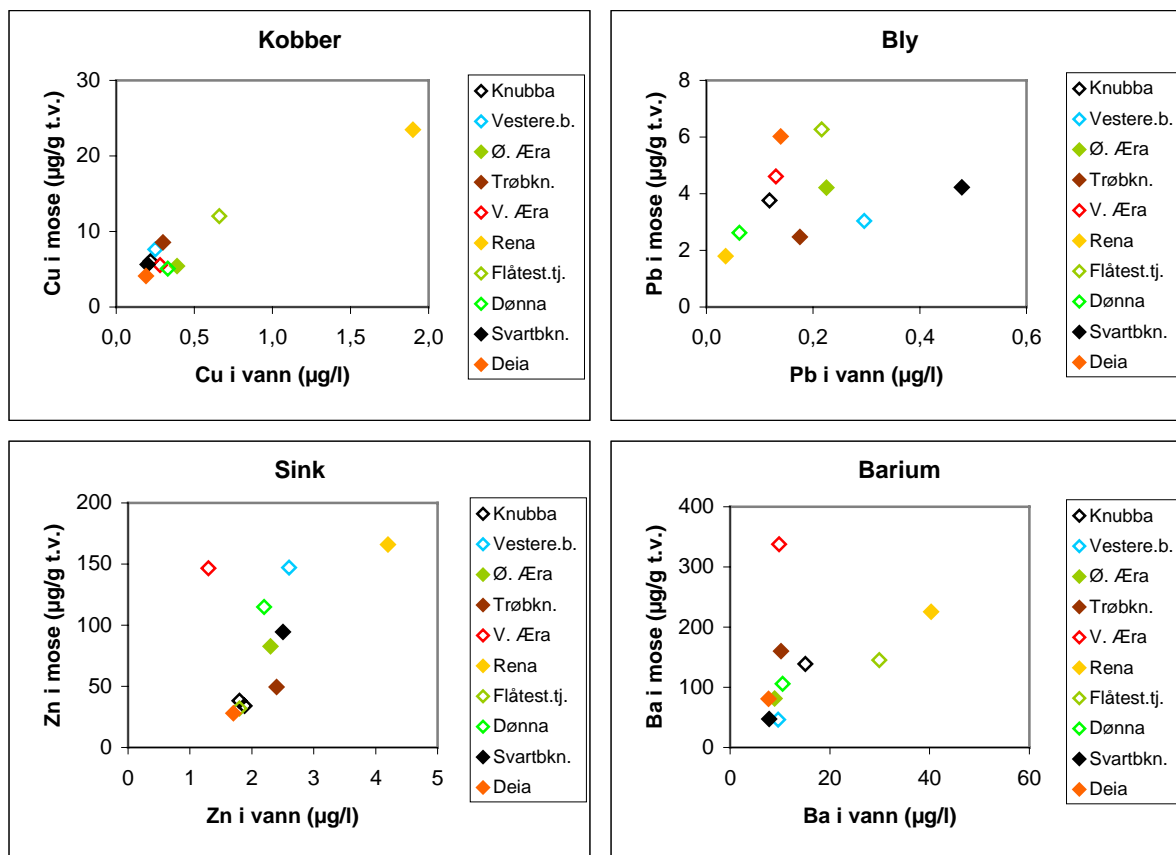 Kobber
Cu i mose (µg/g t.v.)
30
20
10
0
0,0 0,5 1,0 1,5 2,0
Cu i vann (µg/l)
Knubba
Vestere.b.
Ø. Æra
Trøbkn.
V. Æra
Rena
Flåtest.tj.
Dønna
Svartbkn.
Deia
Bly
Pb i mose (µg/g t.v.)
8
6
4
2
0
0,0 0,2 0,4 0,6
Pb i vann (µg/l)
Knubba
Vestere.b.
Ø. Æra
Trøbkn.
V. Æra
Rena
Flåtest.tj.
Dønna
Svartbkn.
Deia
Sink
Zn i mose (µg/g t.v.)
200
150
100
50
0
0 1 2 3 4 5
Zn i vann (µg/l)
Knubba
Vestere.b.
Ø. Æra
Trøbkn.
V. Æra
Rena
Flåtest.tj.
Dønna
Svartbkn.
Deia
Barium
Ba i mose (µg/g t.v.)
400
300
200
100
0
0 20 40 60
Ba i vann (µg/l)
Knubba
Vestere.b.
Ø. Æra
Trøbkn.
V. Æra
Rena
Flåtest.tj.
Dønna
Svartbkn.
Deia